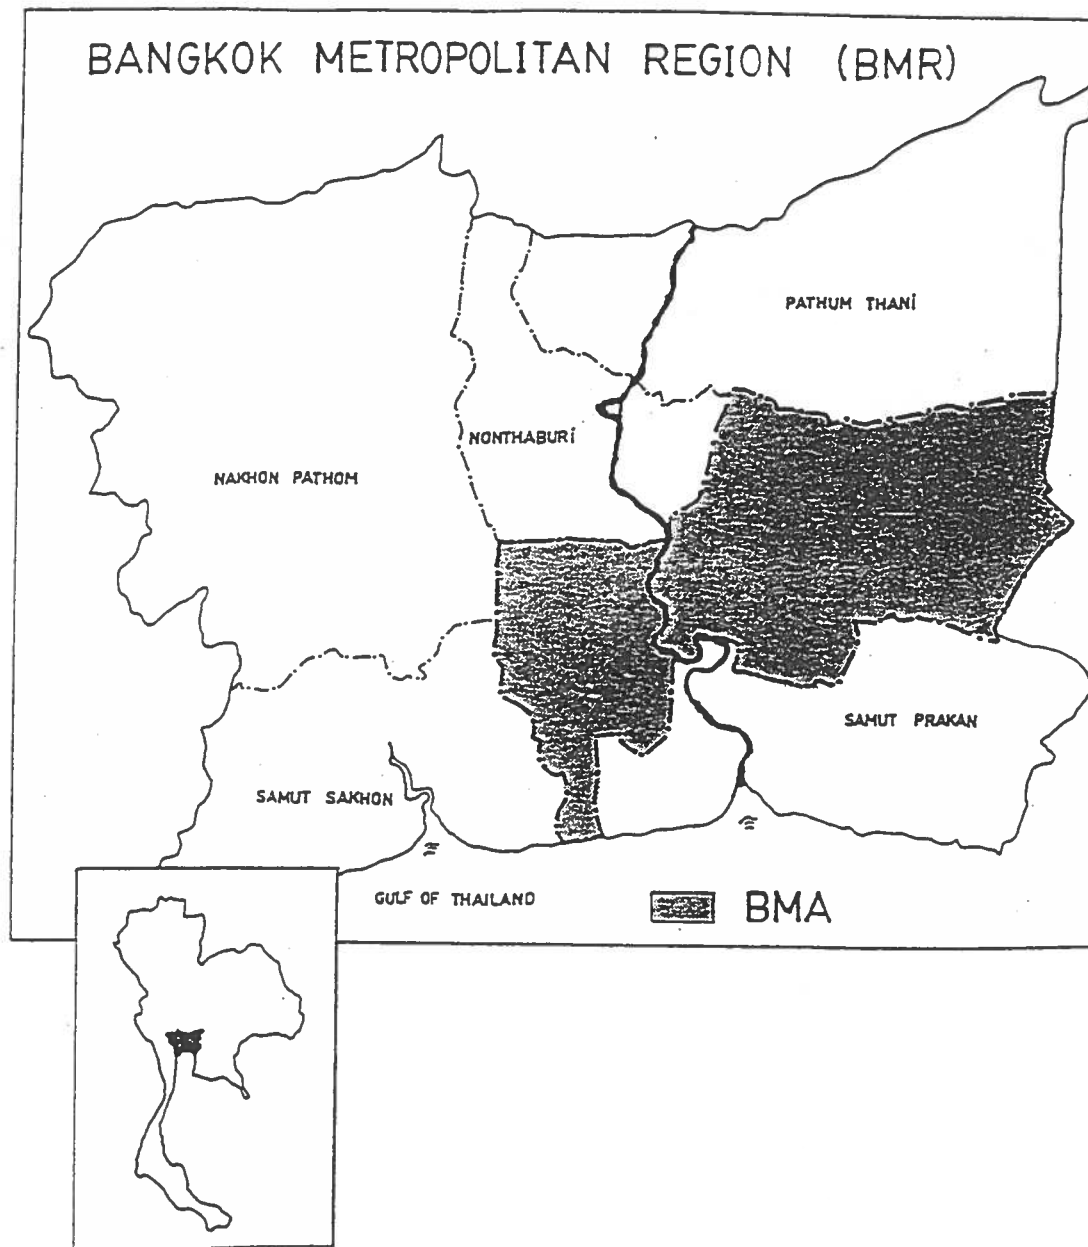 BANGKOK METROPOLITAN REGION (BMR)
PATHUM THANI
NONTHABURI
NAKHON PATHOM
SAMUT PRAKAN
SAMUT SAKHON
GULF OF THAILAND
BMA